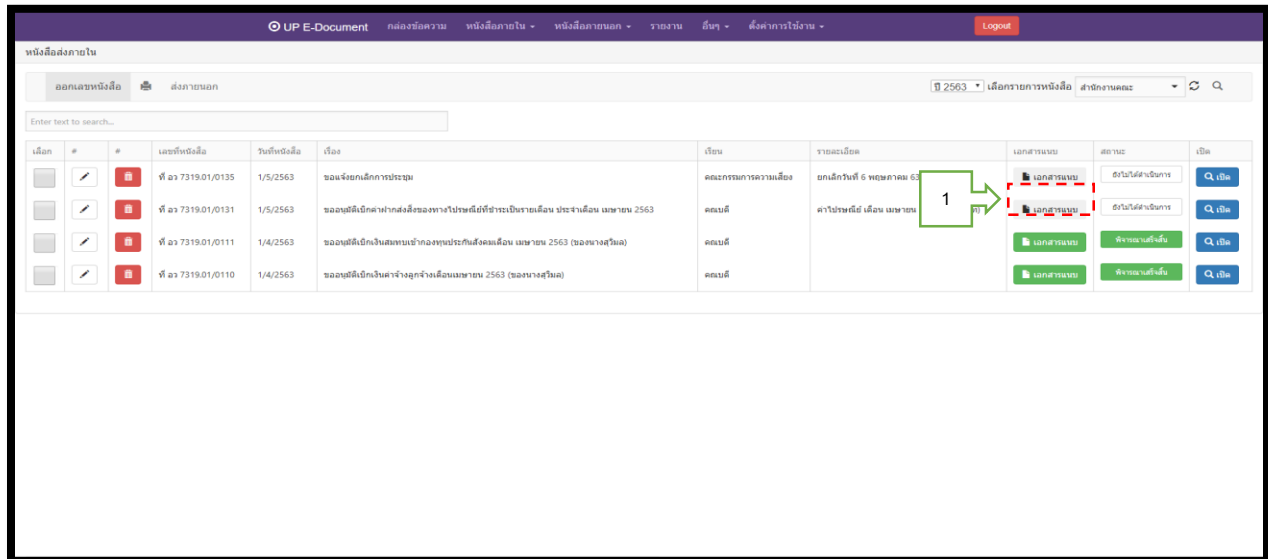 UP E-Document กล่องข้อความ หนังสือภายใน หนังสือภายนอก รายงาน อื่นๆ ตั้งค่าการใช้งาน Logout
หนังสือส่งภายใน
ออกเลขหนังสือ ส่งภายนอก ปี 2563 เลือกรายการหนังสือ สำนักงานคณะ
Enter text to search...
เลือก # # เลขที่หนังสือ วันที่หนังสือ เรื่อง เรียน รายละเอียด เอกสารแนบ สถานะ เปิด
ที่ อว 7319.01/0135 1/5/2563 ขอแจ้งยกเลิกการประชุม คณะกรรมการความเสี่ยง ยกเลิกวันที่ 6 พฤษภาคม 63 เอกสารแนบ ยังไม่ได้ดำเนินการ เปิด
1
ที่ อว 7319.01/0131 1/5/2563 ขออนุมัติเบิกค่าฝากส่งสิ่งของทางไปรษณีย์ที่ชำระเป็นรายเดือน ประจำเดือน เมษายน 2563 คณบดี ค่าไปรษณีย์ เดือน เมษายน เอกสารแนบ ยังไม่ได้ดำเนินการ เปิด
ที่ อว 7319.01/0111 1/4/2563 ขออนุมัติเบิกเงินสมทบเข้ากองทุนประกันสังคมเดือน เมษายน 2563 (ของนางสุวิมล) คณบดี เอกสารแนบ พิจารณาเสร็จสิ้น เปิด
ที่ อว 7319.01/0110 1/4/2563 ขออนุมัติเบิกเงินค่าจ้างลูกจ้างเดือนเมษายน 2563 (ของนางสุวิมล) คณบดี เอกสารแนบ พิจารณาเสร็จสิ้น เปิด